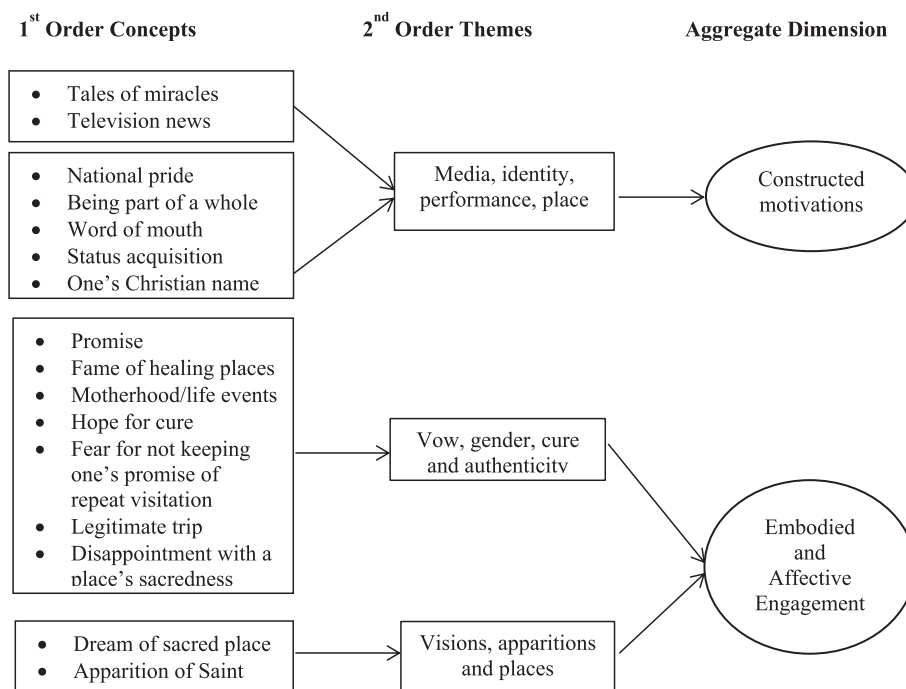 1st Order Concepts
2nd Order Themes
Aggregate Dimension
• Tales of miracles
• Television news
• National pride
• Being part of a whole
• Word of mouth
• Status acquisition
• One's Christian name
Media, identity,
performance, place
Constructed
motivations
• Promise
• Fame of healing places
• Motherhood/life events
• Hope for cure
• Fear for not keeping
one's promise of
repeat visitation
• Legitimate trip
• Disappointment with a
place's sacredness
Vow, gender, cure
and authenticity
Embodied
and
Affective
Engagement
• Dream of sacred place
• Apparition of Saint
Visions, apparitions
and places